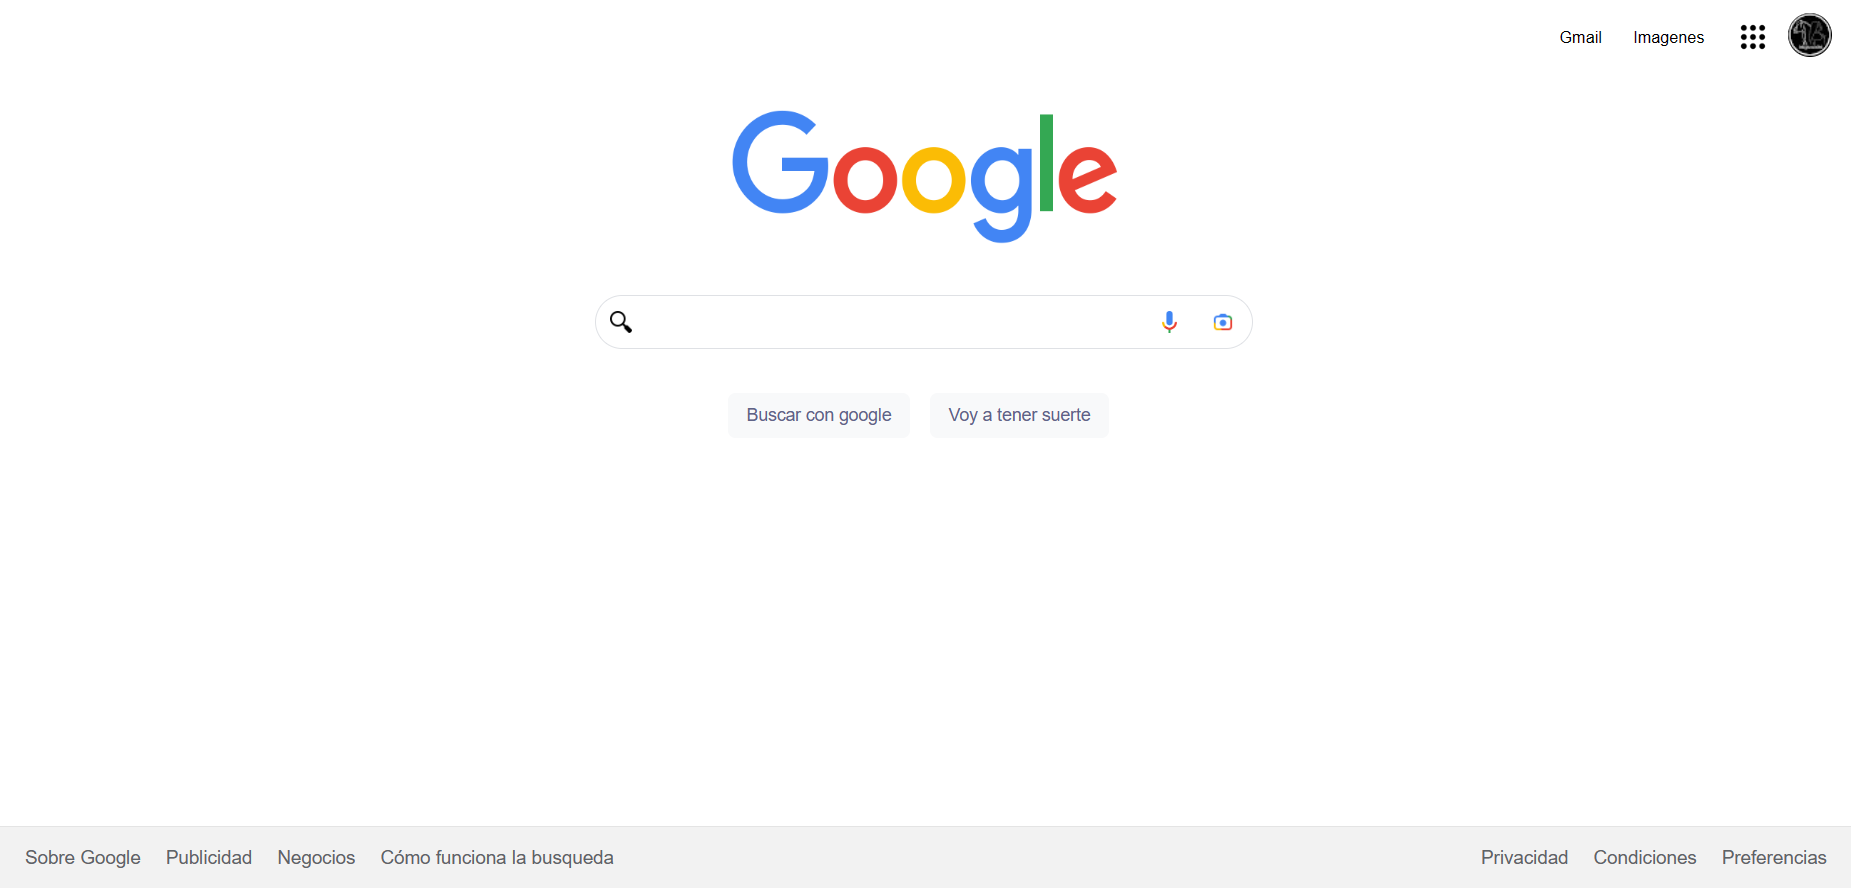 Gmail Imagenes
Google
Buscar con google Voy a tener suerte
Sobre Google Publicidad Negocios Cómo funciona la busqueda Privacidad Condiciones Preferencias